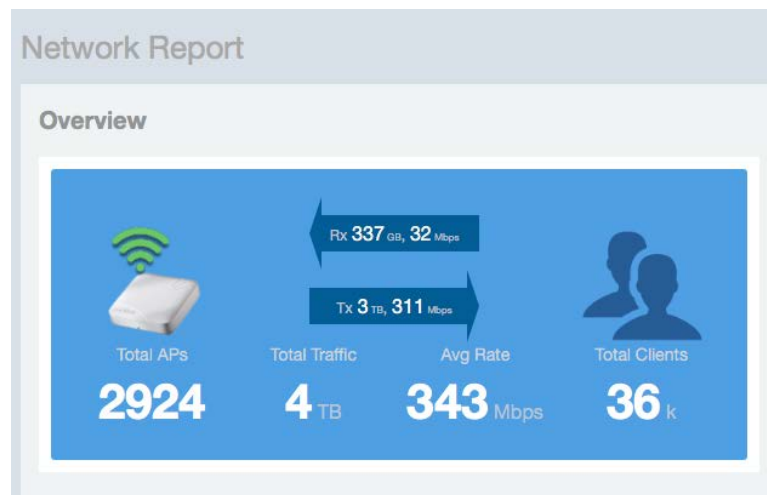 Network Report
Overview
Rx 337 GB, 32 Mbps
Tx 3 TB, 311 Mbps
Total APs Total Traffic Avg Rate Total Clients
2924 4 TB 343 Mbps 36 k